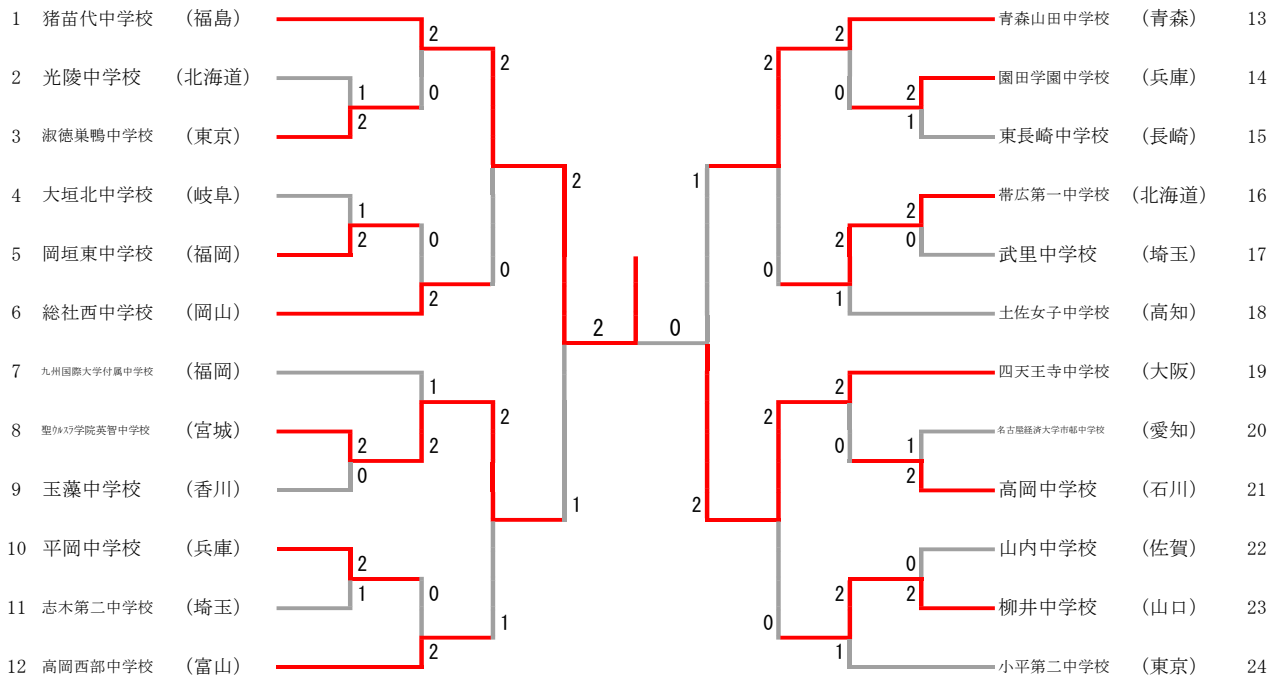 1 猪苗代中学校 (福島)
2
2
青森山田中学校 (青森) 13
2
2
2 光陵中学校 (北海道)
1
0
0
2
園田学園中学校 (兵庫) 14
3 淑徳巣鴨中学校 (東京)
2
1
東長崎中学校 (長崎) 15
2
1
4 大垣北中学校 (岐阜)
1
2
帯広第一中学校 (北海道) 16
5 岡垣東中学校 (福岡)
2
0
0
0
2
0
武里中学校 (埼玉) 17
6 総社西中学校 (岡山)
2
1
土佐女子中学校 (高知) 18
2
0
7 九州国際大学付属中学校 (福岡)
1
2
2
2
四天王寺中学校 (大阪) 19
8 聖ウルスラ学院英智中学校 (宮城)
2
2
0
1
名古屋経済大学市邨中学校 (愛知) 20
9 玉藻中学校 (香川)
0
2
高岡中学校 (石川) 21
1
2
10 平岡中学校 (兵庫)
2
0
山内中学校 (佐賀) 22
11 志木第二中学校 (埼玉)
1
0
1
0
2
2
柳井中学校 (山口) 23
12 高岡西部中学校 (富山)
2
1
小平第二中学校 (東京) 24